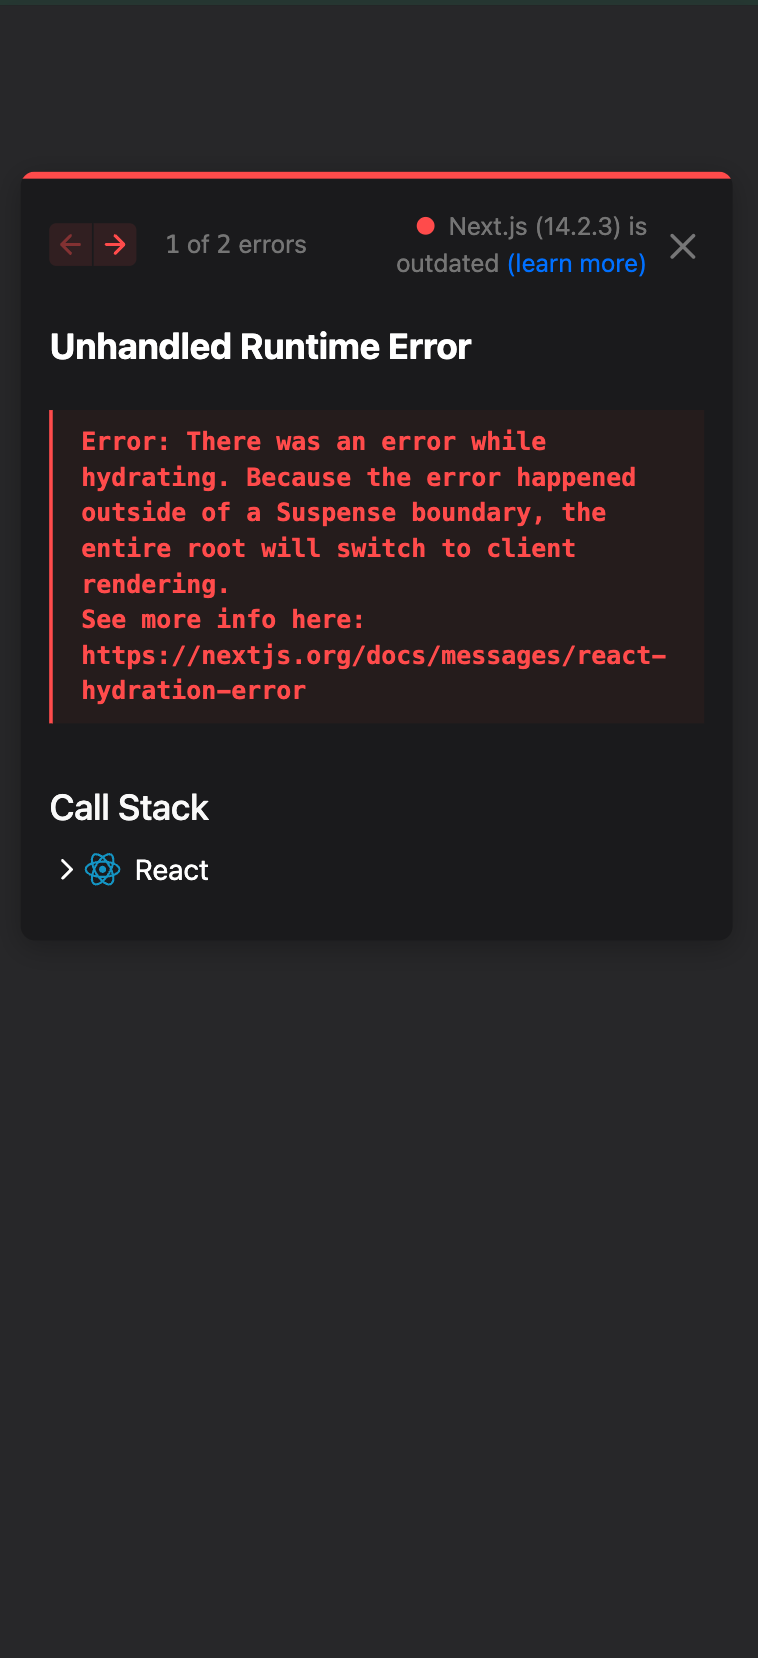 1 of 2 errors
Next.js (14.2.3) is
outdated (learn more)
Unhandled Runtime Error
Error: There was an error while
hydrating. Because the error happened
outside of a Suspense boundary, the
entire root will switch to client
rendering.
See more info here:
https://nextjs.org/docs/messages/react-
hydration-error
Call Stack
React